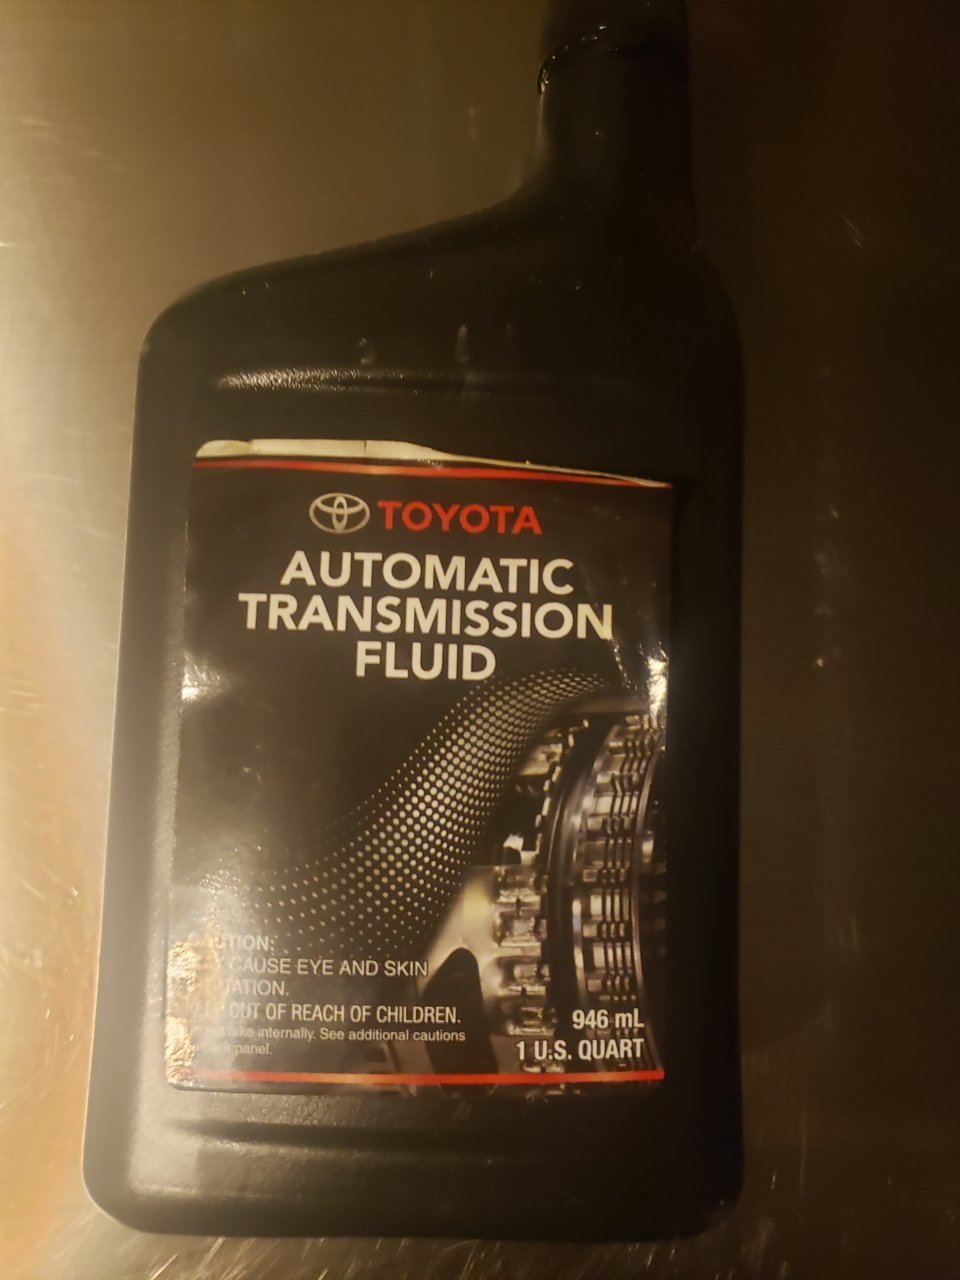 TOYOTA
AUTOMATIC
TRANSMISSION
FLUID
CAUTION:
CAUSE EYE AND SKIN
OUT OF REACH OF CHILDREN.
take internally. See additional cautions
panel.
946 mL
1 U.S. QUART